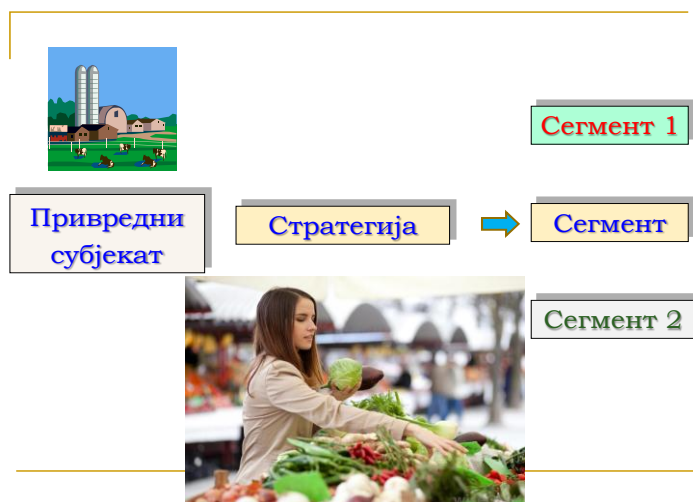 Сегмент 1
Привредни
субјекат
Стратегија
Сегмент
Сегмент 2